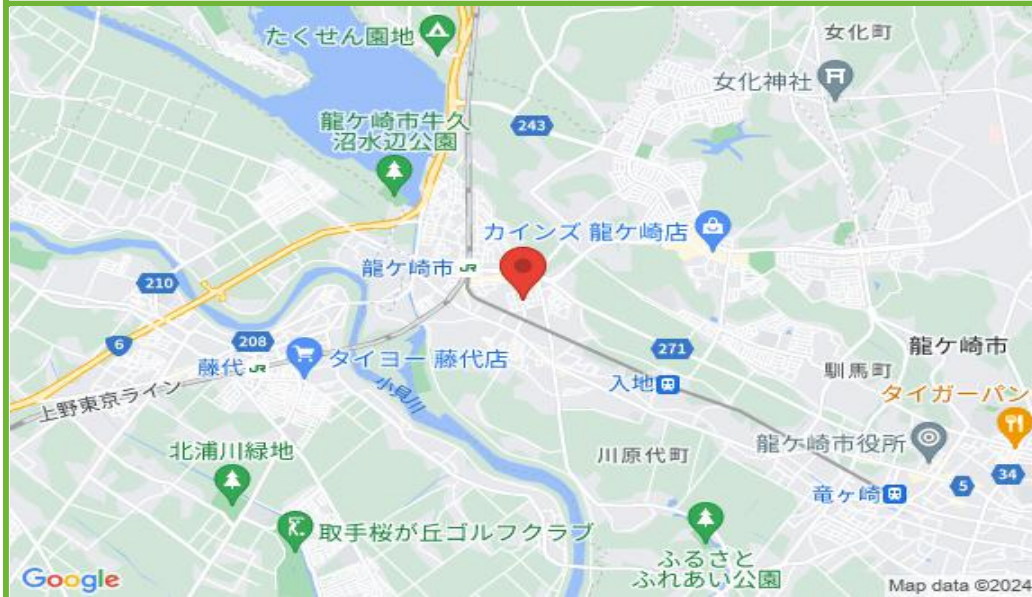 たくせん園地
女化町
女化神社
龍ケ崎市牛久
沼水辺公園
243
カインズ 龍ケ崎店
龍ケ崎市 JR
210
6
208
藤代 JR
タイヨー 藤代店
271
龍ケ崎市
入地
馴馬町
タイガーパン
上野東京ライン
小貝川
北浦川緑地
川原代町
龍ケ崎市役所
5
34
竜ヶ崎
取手桜が丘ゴルフクラブ
ふるさと
ふれあい公園
Google
Map data ©2024